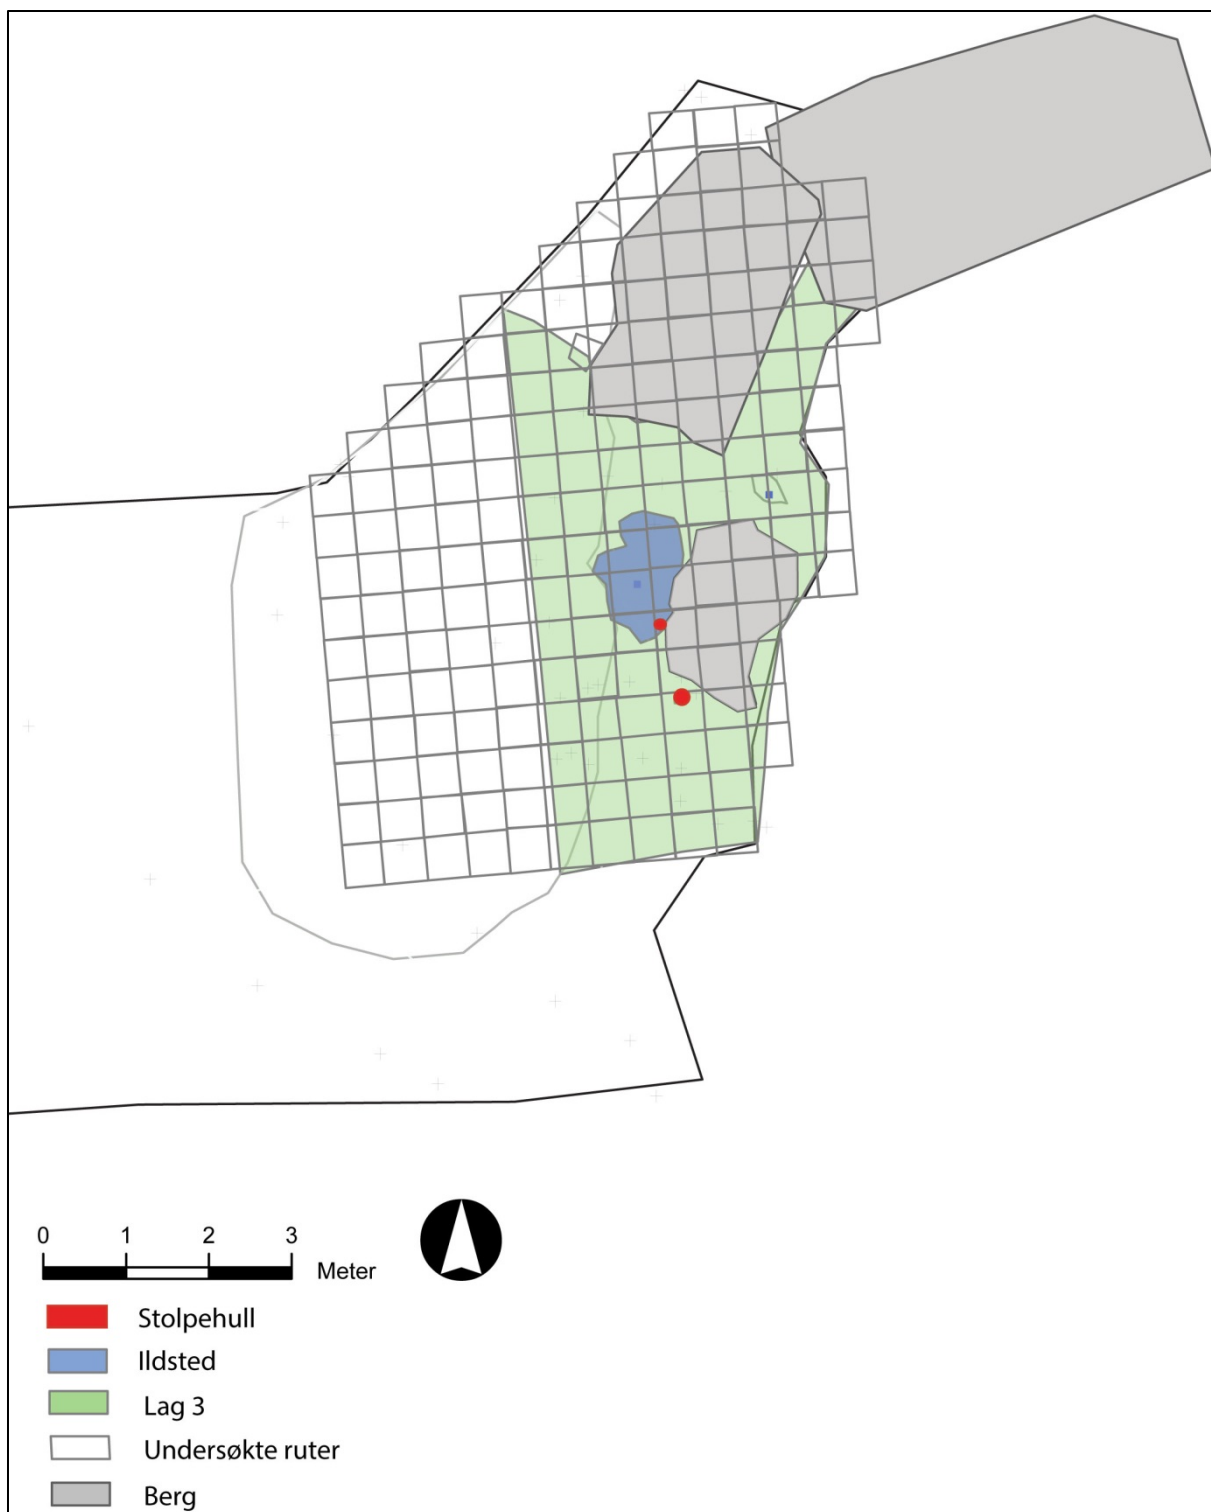 0 1 2 3
Meter
Stolpehull
Ildsted
Lag 3
Undersøkte ruter
Berg